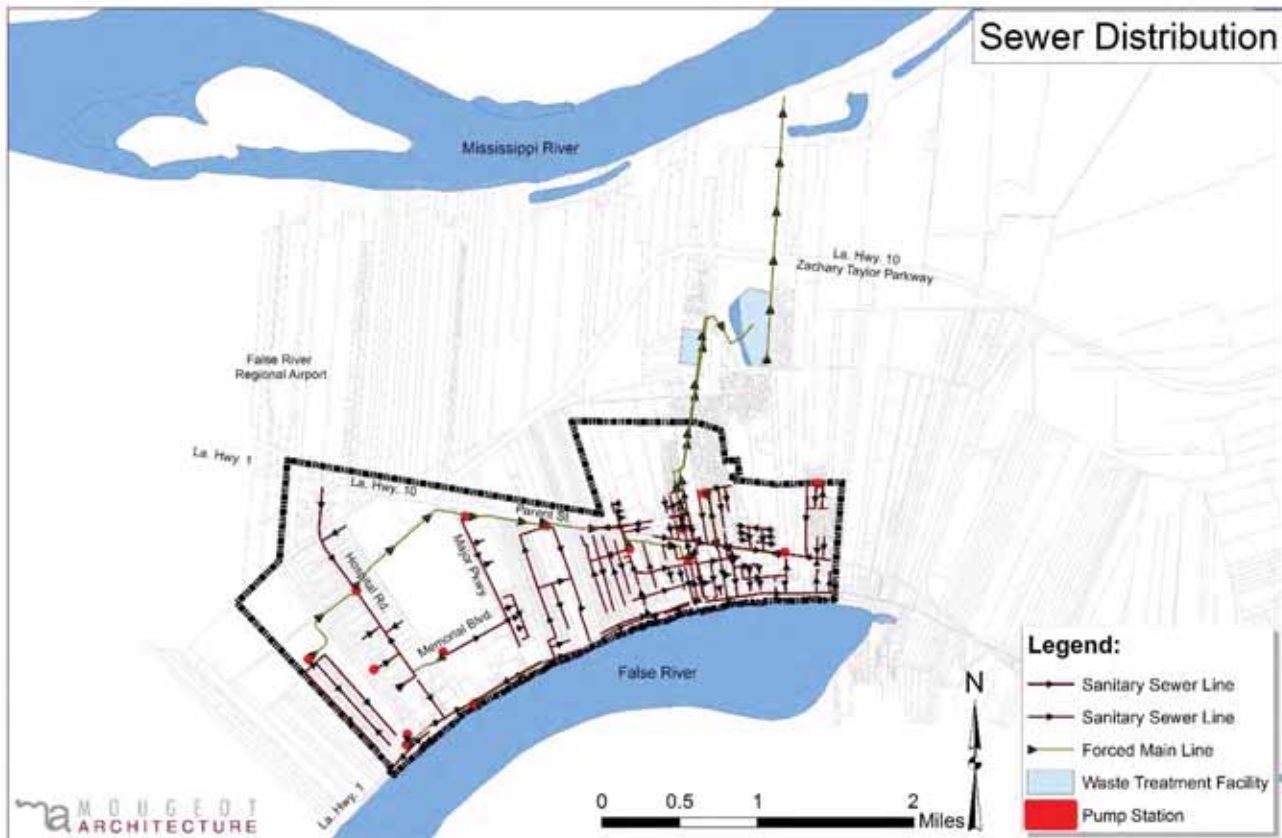 Sewer Distribution
Mississippi River
La. Hwy. 10
Zachary Taylor Parkway
False River
Regional Airport
La. Hwy. 1
La. Hwy. 10
Parent St.
Hospital Rd.
Major Pkwy
Memorial Blvd.
False River
La. Hwy. 1
N
0 0.5 1 2
Miles
Legend:
Sanitary Sewer Line
Sanitary Sewer Line
Forced Main Line
Waste Treatment Facility
Pump Station
ma MOUGEOT
ARCHITECTURE